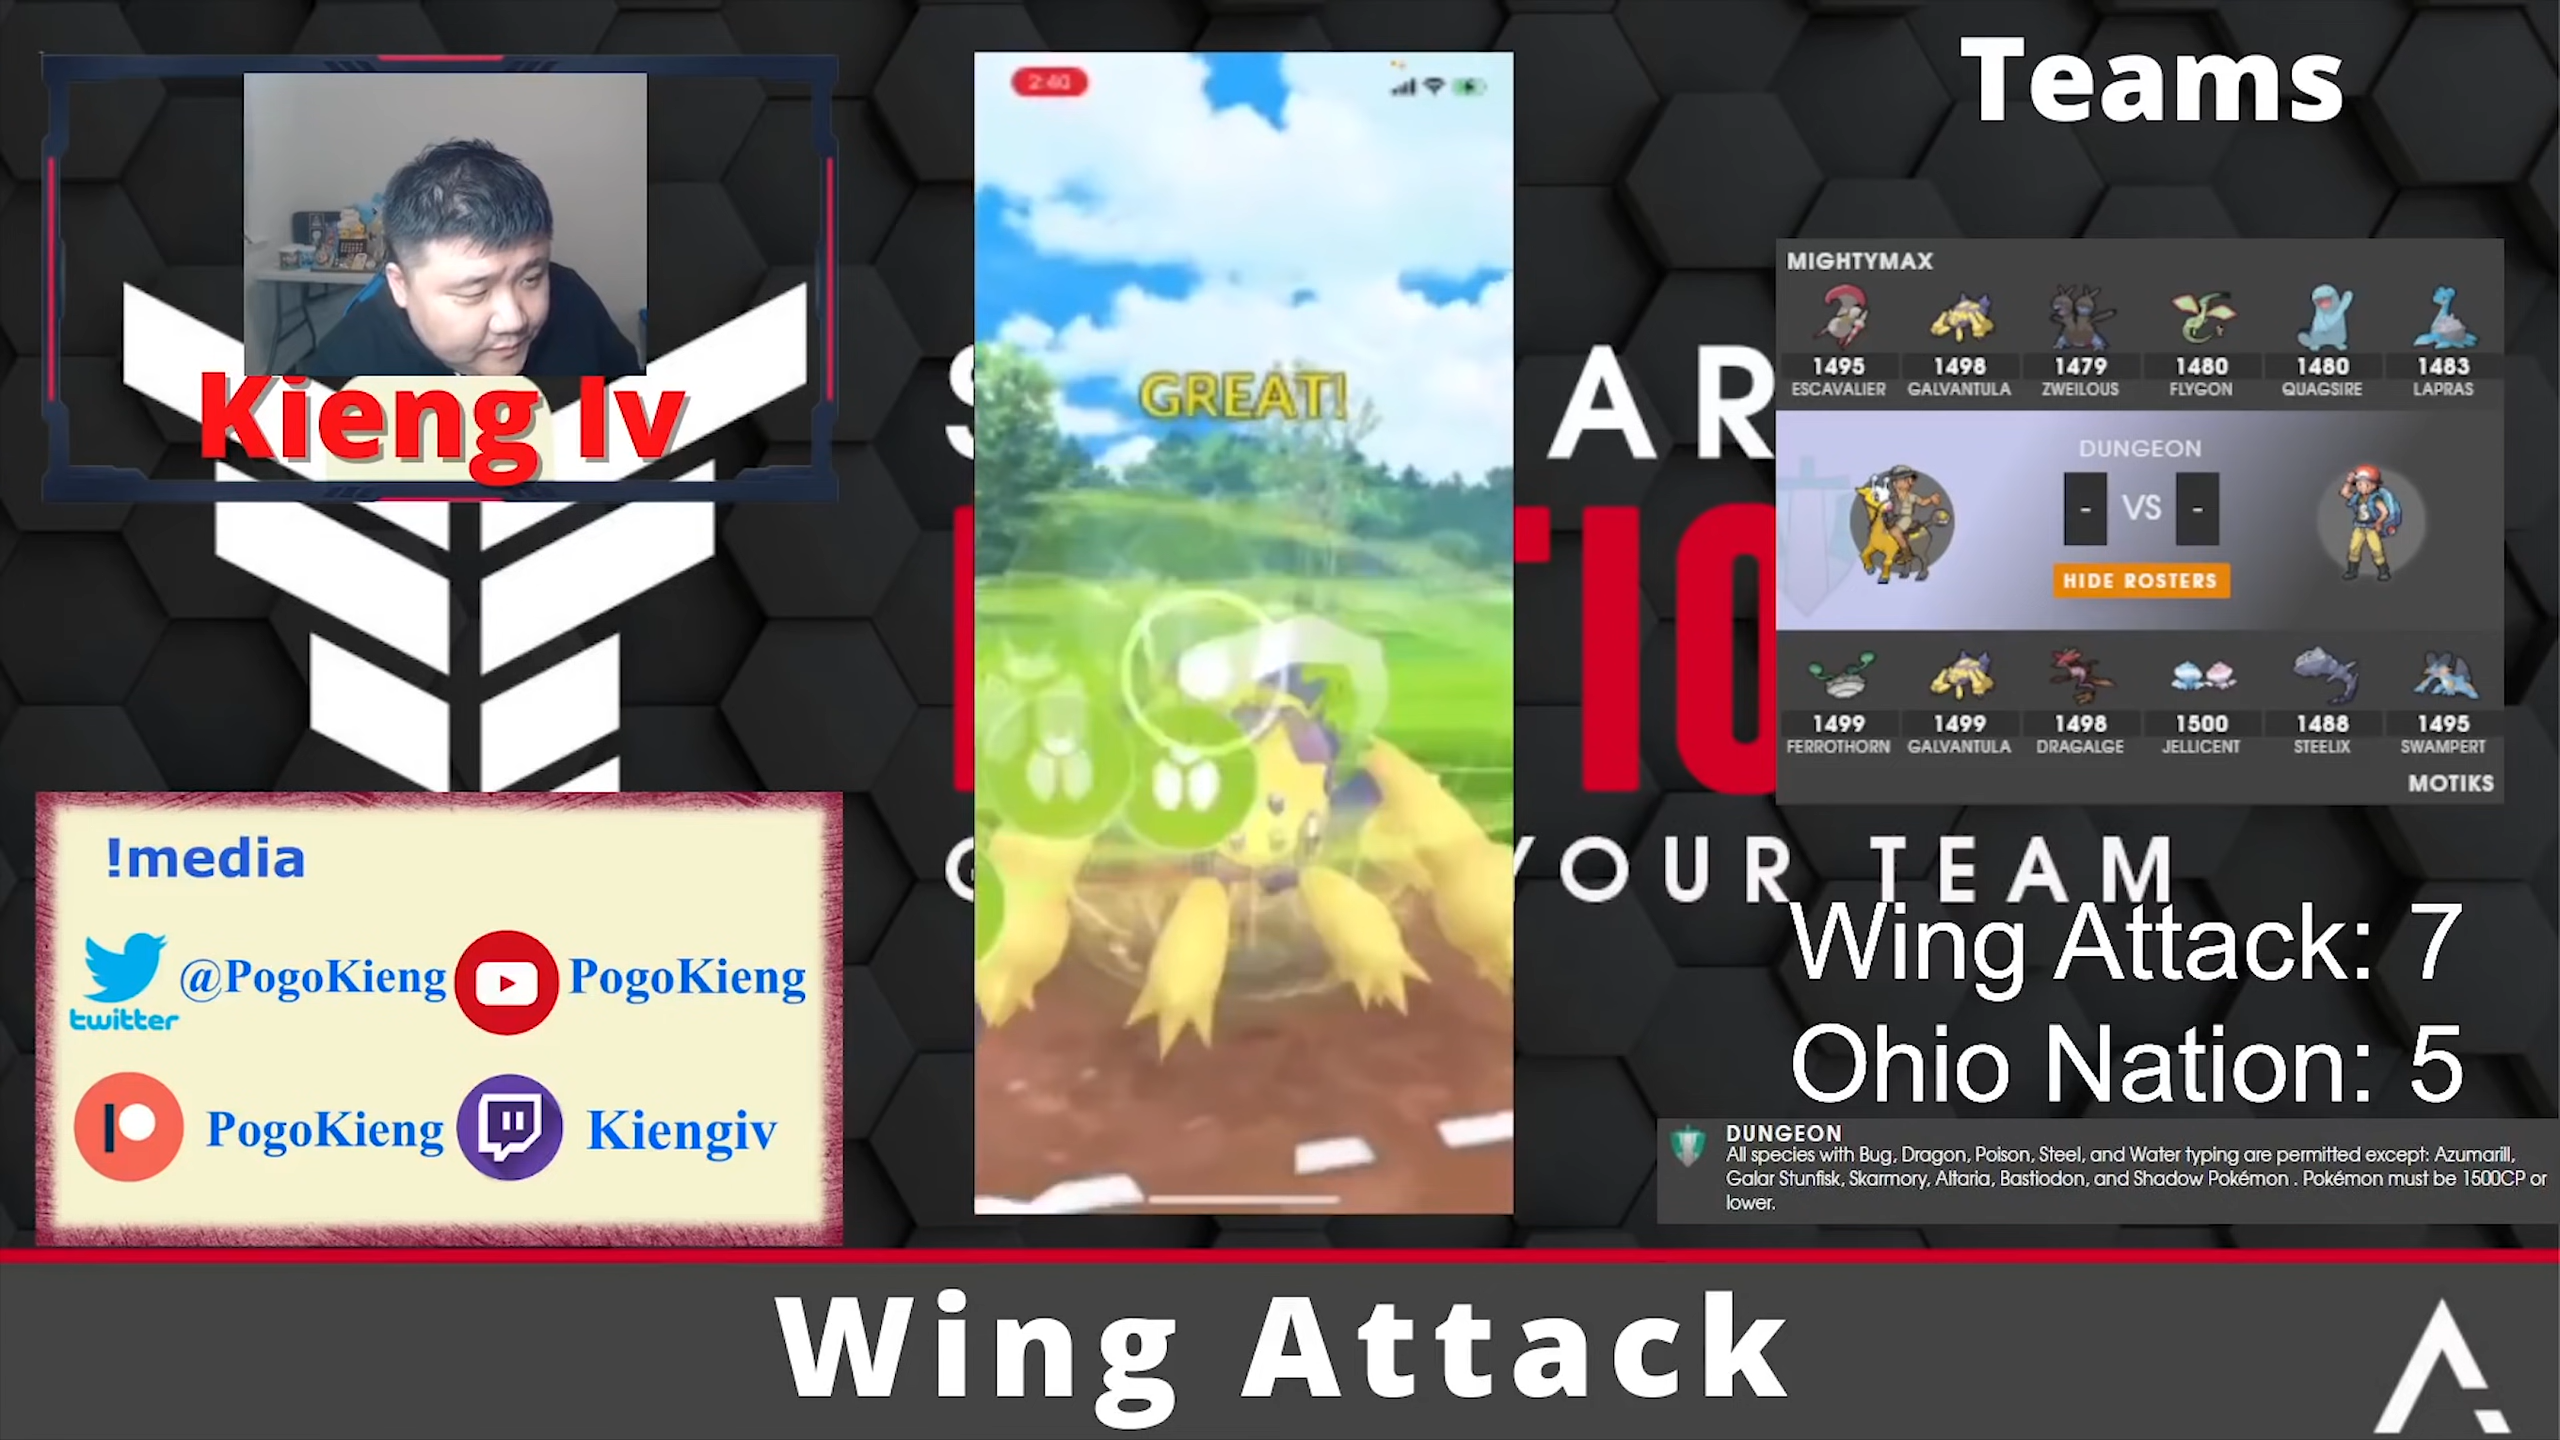 Teams
2:40
Kieng Iv
GREAT!
AR
MIGHTYMAX
1495 1498 1479 1480 1480 1483
ESCAVALIER GALVANTULA ZWEILOUS FLYGON QUAGSIRE LAPRAS
DUNGEON
- VS -
HIDE ROSTERS
1499 1499 1498 1500 1488 1495
FERROTHORN GALVANTULA DRAGALGE JELLICENT STEELIX SWAMPERT
MOTIKS
YOUR TEAM
!media
twitter
@PogoKieng
PogoKieng
PogoKieng
Kiengiv
Wing Attack: 7
Ohio Nation: 5
DUNGEON
All species with Bug, Dragon, Poison, Steel, and Water typing are permitted except: Azumarill,
Galar Stunfisk, Skarmory, Altaria, Bastiodon, and Shadow Pokémon . Pokémon must be 1500CP or
lower.
Wing Attack